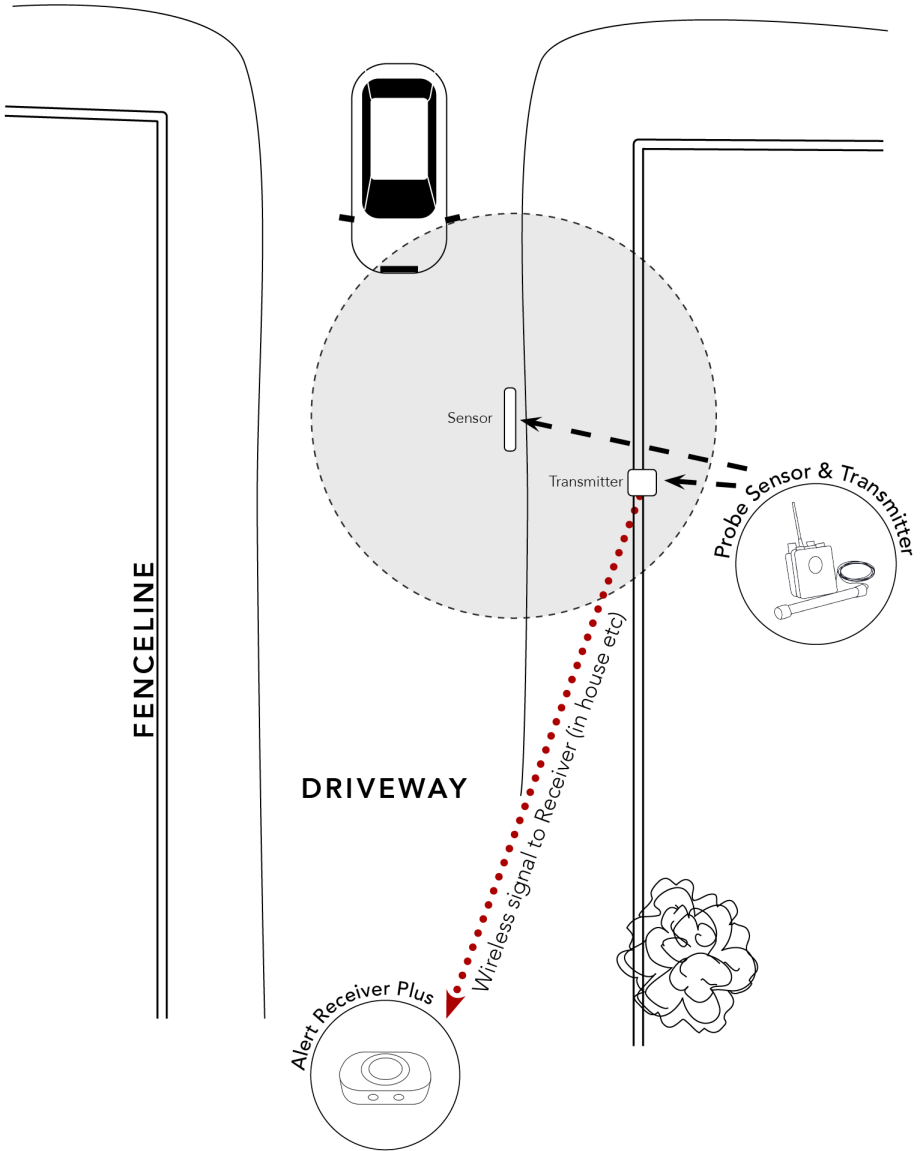 Sensor
Transmitter
Probe Sensor & Transmitter
FENCELINE
Wireless signal to Receiver (in house etc)
DRIVEWAY
Alert Receiver Plus